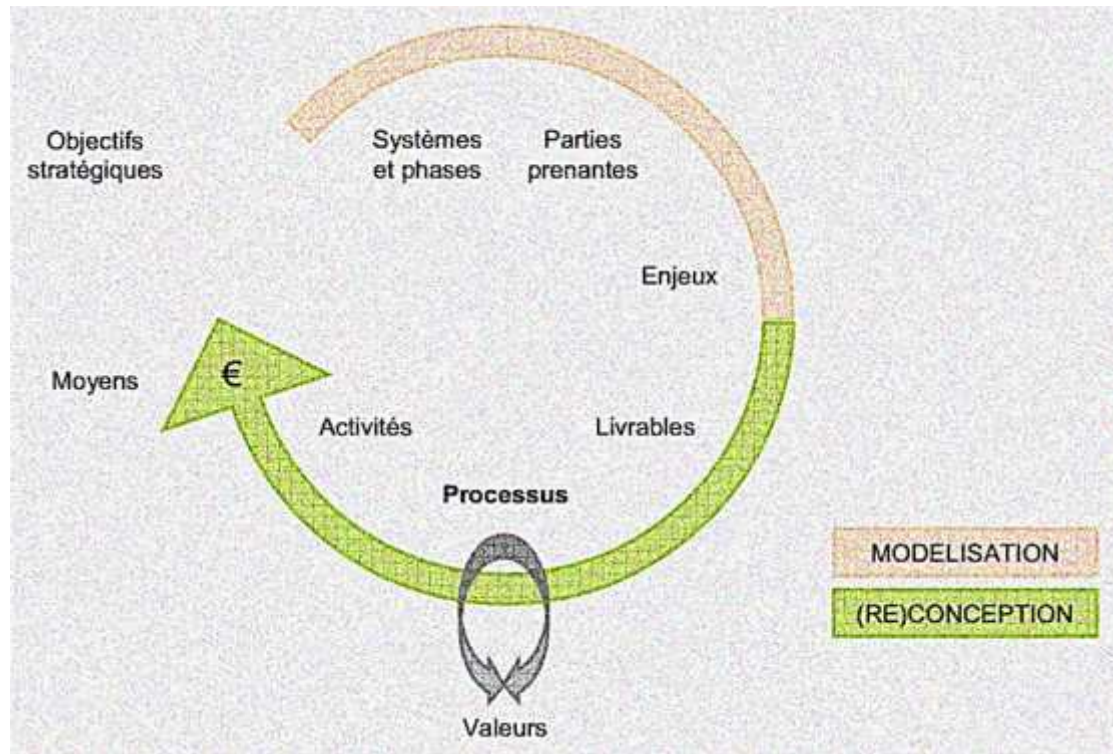 Objectifs
stratégiques
Systèmes
et phases
Parties
prenantes
Enjeux
Moyens
€
Activités
Livrables
Processus
MODELISATION
(RE)CONCEPTION
Valeurs